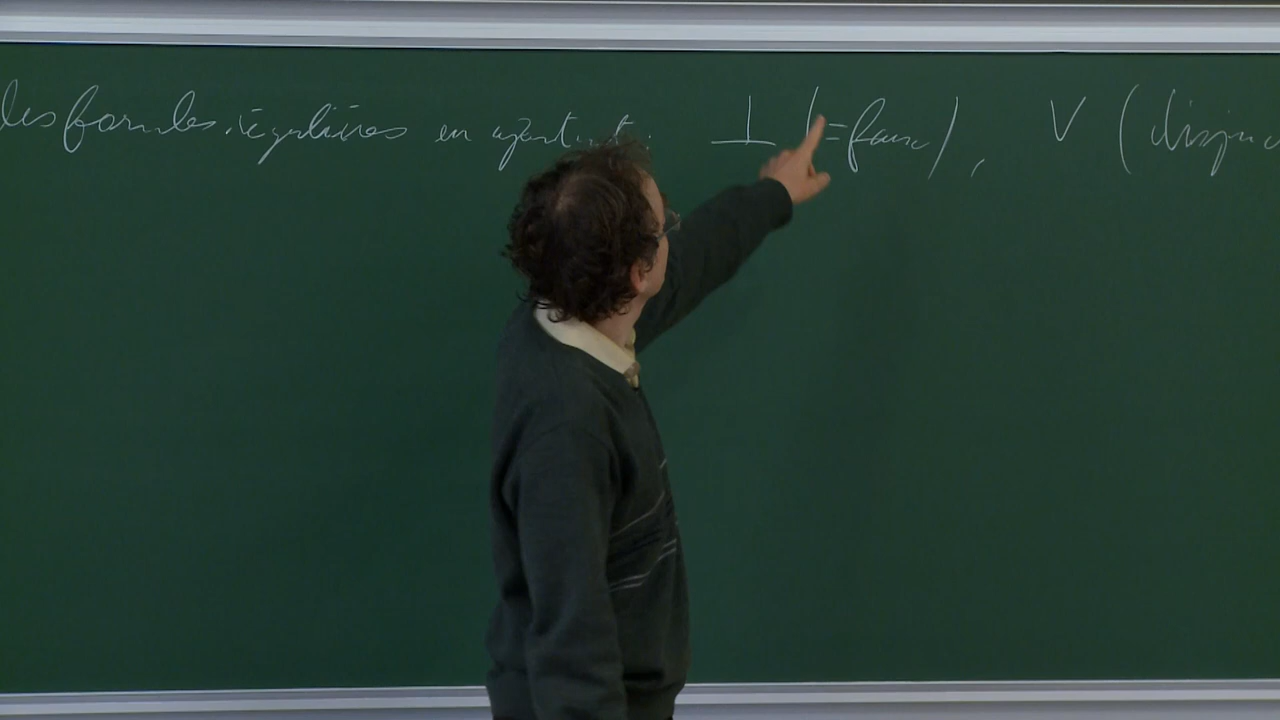 les formules régulières en ajoutant : ⊥ (= faux), ∨ (disjonc